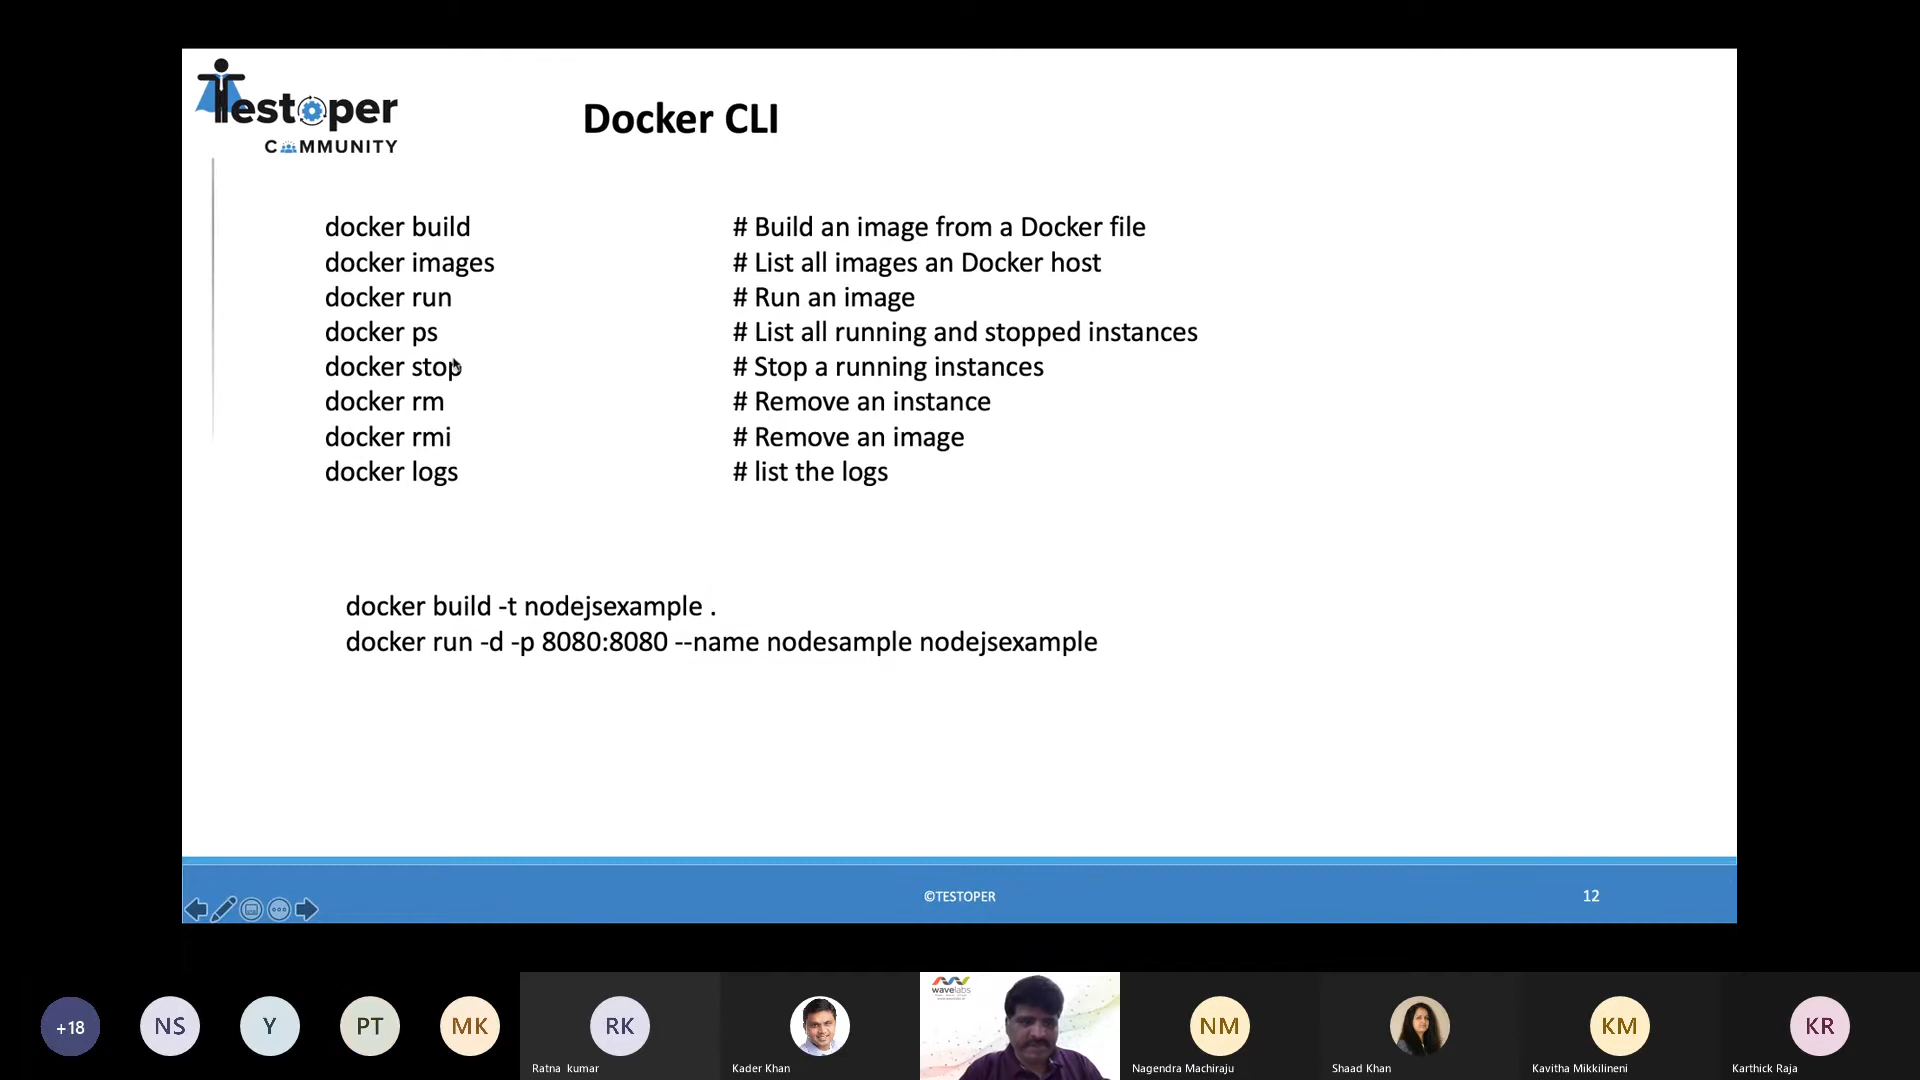 Testoper
COMMUNITY
Docker CLI
docker build # Build an image from a Docker file
docker images # List all images an Docker host
docker run # Run an image
docker ps # List all running and stopped instances
docker stop # Stop a running instances
docker rm # Remove an instance
docker rmi # Remove an image
docker logs # list the logs
docker build -t nodejsexample .
docker run -d -p 8080:8080 --name nodesample nodejsexample
©TESTOPER
12
+18
NS
Y
PT
MK
RK
Ratna kumar
Kader Khan
wavelabs
NM
Nagendra Machiraju
Shaad Khan
KM
Kavitha Mikkilineni
KR
Karthick Raja